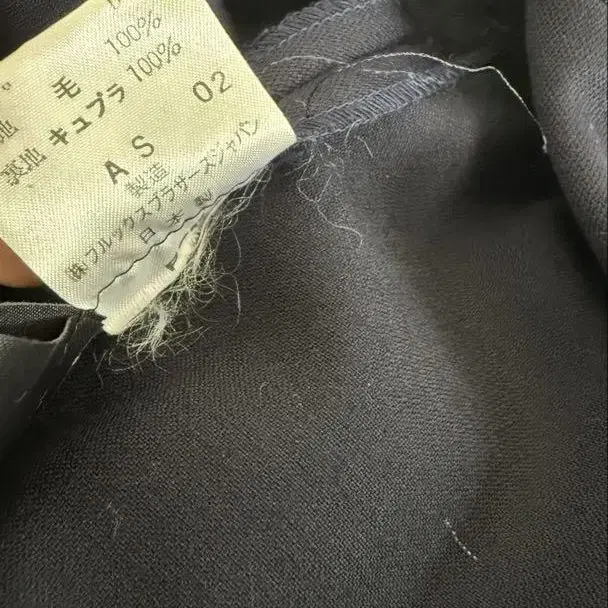 地 毛 100%
裏地 キュプラ 100%
AS 02
製造
㈱ブルックスブラザーズジャパン
日本製